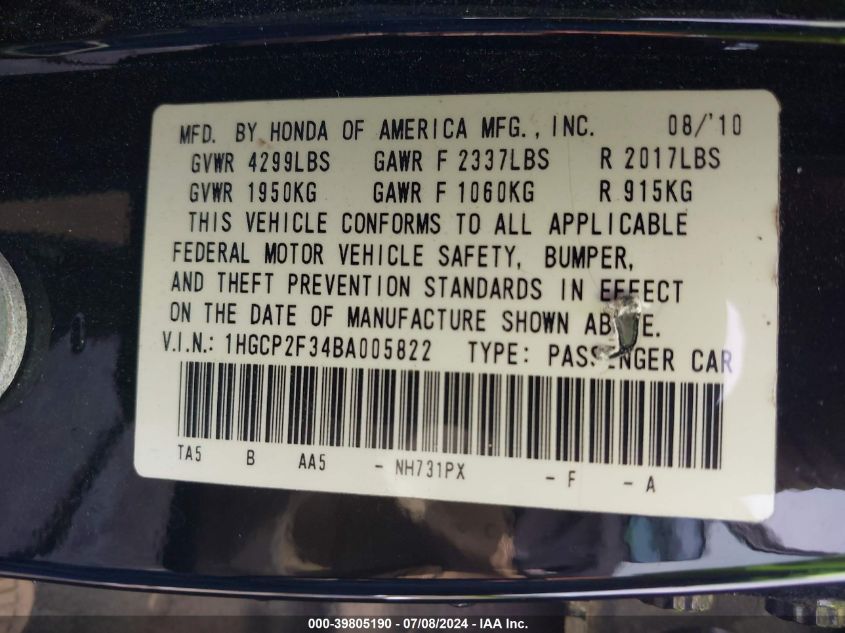 MFD. BY HONDA OF AMERICA MFG., INC. 08/'10
GVWR 4299LBS GAWR F 2337LBS R 2017LBS
GVWR 1950KG GAWR F 1060KG R 915KG
THIS VEHICLE CONFORMS TO ALL APPLICABLE
FEDERAL MOTOR VEHICLE SAFETY, BUMPER,
AND THEFT PREVENTION STANDARDS IN EFFECT
ON THE DATE OF MANUFACTURE SHOWN AB E.
V.I.N.: 1HGCP2F34BA005822 TYPE: PASSENGER CAR
TA5 B AA5 - NH731PX - F - A
000-39805190 - 07/08/2024 - IAA Inc.